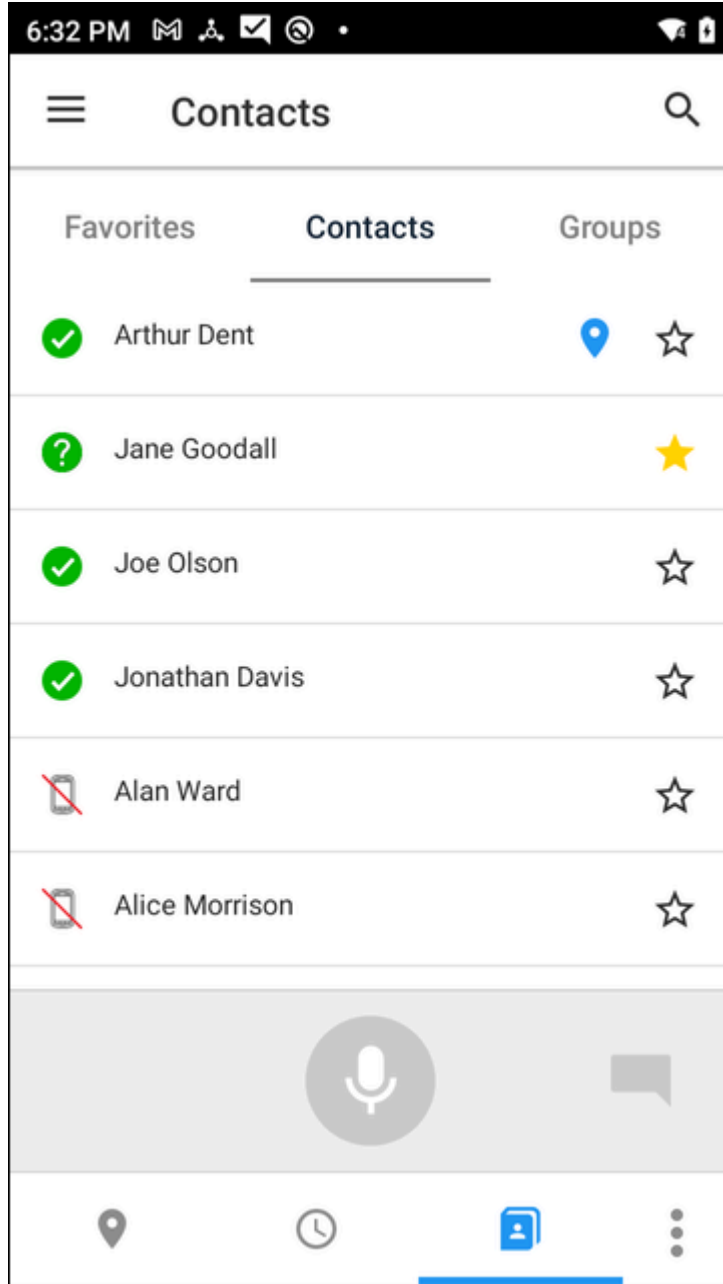 6:32 PM
Contacts
Favorites Contacts Groups
Arthur Dent
Jane Goodall
Joe Olson
Jonathan Davis
Alan Ward
Alice Morrison